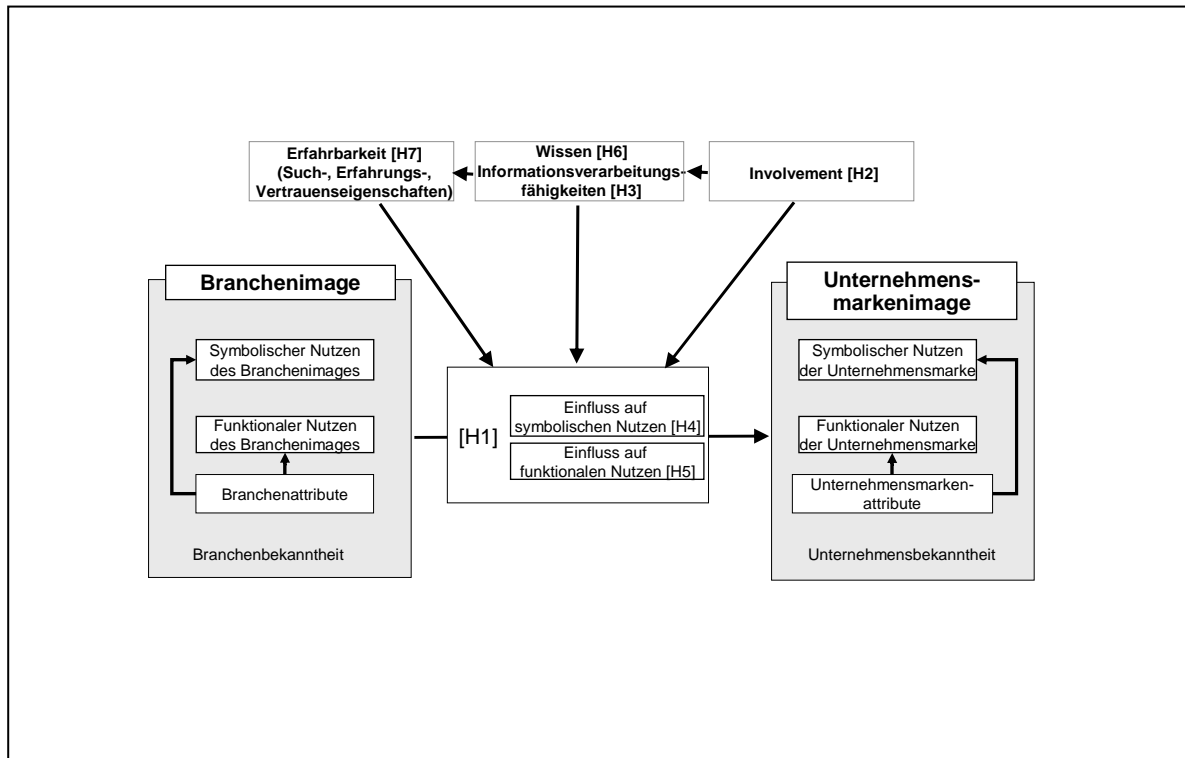 Erfahrbarkeit [H7]
(Such-, Erfahrungs-,
Vertrauenseigenschaften)
Wissen [H6]
Informationsverarbeitungs-
fähigkeiten [H3]
Involvement [H2]
Branchenimage
Symbolischer Nutzen
des Branchenimages
Funktionaler Nutzen
des Branchenimages
Branchenattribute
Branchenbekanntheit
[H1]
Einfluss auf
symbolischen Nutzen [H4]
Einfluss auf
funktionalen Nutzen [H5]
Unternehmens-
markenimage
Symbolischer Nutzen
der Unternehmensmarke
Funktionaler Nutzen
der Unternehmensmarke
Unternehmensmarken-
attribute
Unternehmensbekanntheit